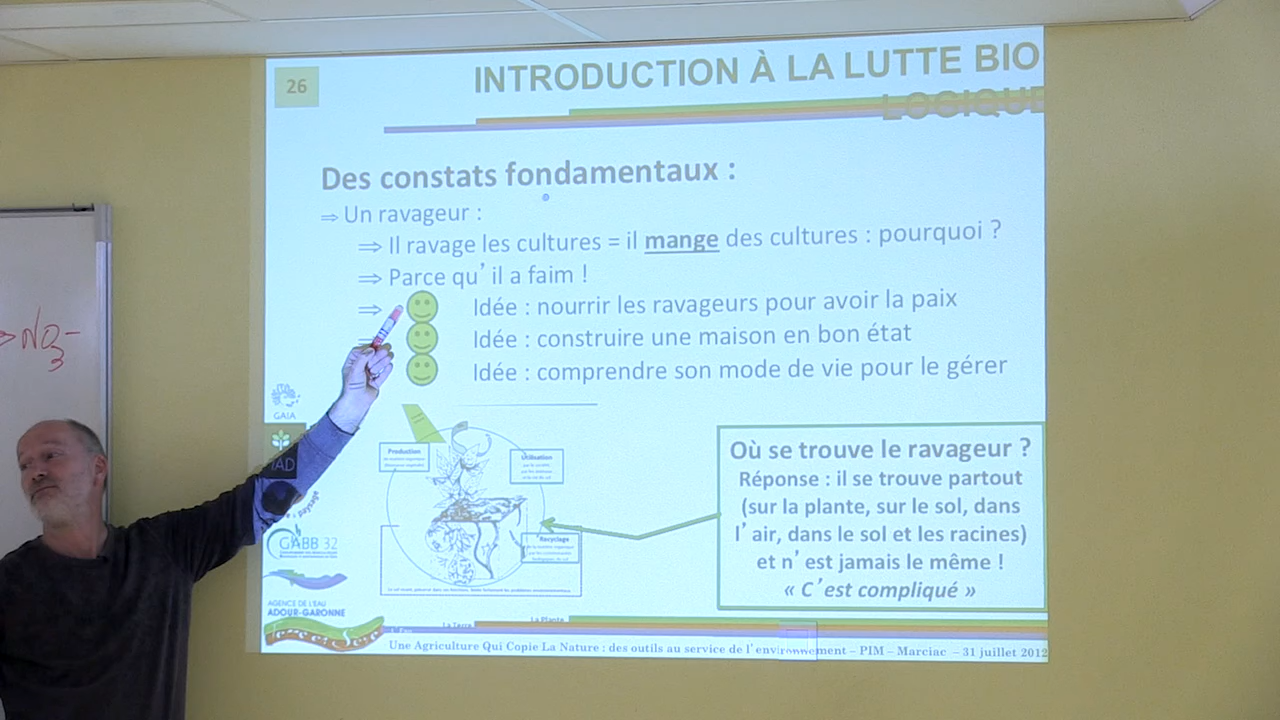 26
INTRODUCTION À LA LUTTE BIO
LOGIQUE
Des constats fondamentaux :
⇒ Un ravageur :
⇒ Il ravage les cultures = il mange des cultures : pourquoi ?
⇒ Parce qu'il a faim !
⇒ Idée : nourrir les ravageurs pour avoir la paix
⇒ Idée : construire une maison en bon état
Idée : comprendre son mode de vie pour le gérer
NO3-
GAIA
IAD
paysage
GABB 32
AGENCE DE L'EAU
ADOUR-GARONNE
Production
Utilisation
Recyclage
Où se trouve le ravageur ?
Réponse : il se trouve partout
(sur la plante, sur le sol, dans
l'air, dans le sol et les racines)
et n'est jamais le même !
« C'est compliqué »
La Terre
La Plante
Une Agriculture Qui Copie La Nature : des outils au service de l'environnement – PIM – Marciac – 31 juillet 2012